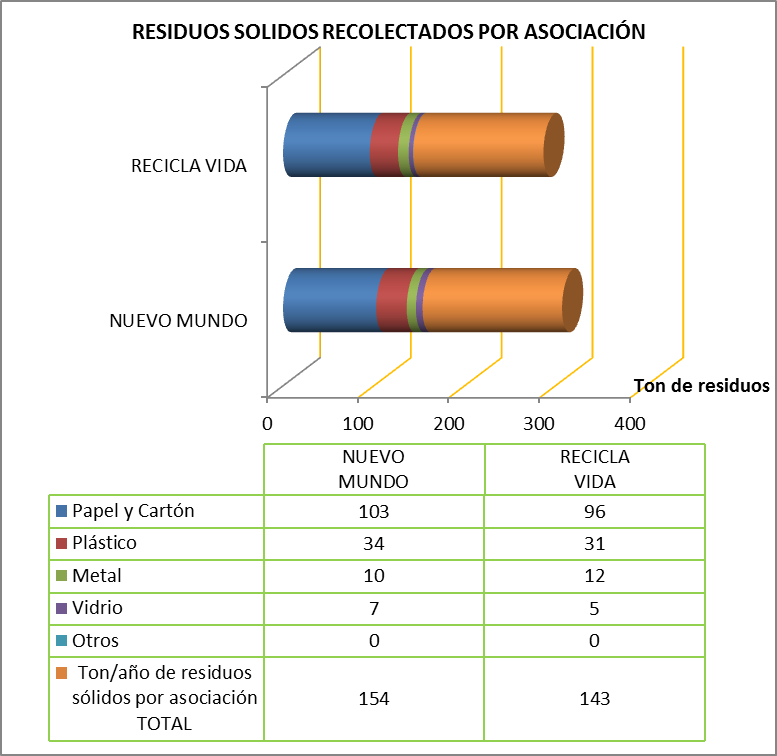 RESIDUOS SOLIDOS RECOLECTADOS POR ASOCIACIÓN
RECICLA VIDA
NUEVO MUNDO
Ton de residuos
0 100 200 300 400
NUEVO RECICLA
MUNDO VIDA
Papel y Cartón 103 96
Plástico 34 31
Metal 10 12
Vidrio 7 5
Otros 0 0
Ton/año de residuos
sólidos por asociación 154 143
TOTAL